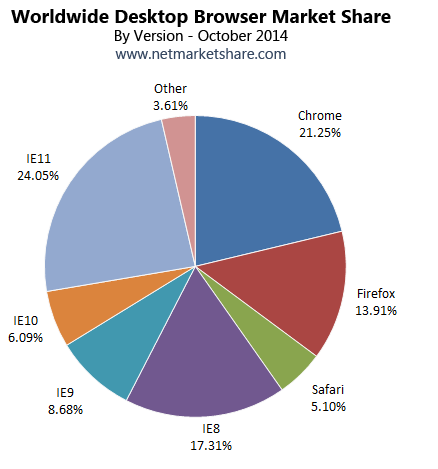 Worldwide Desktop Browser Market Share
By Version - October 2014
www.netmarketshare.com
Other
3.61%
Chrome
21.25%
IE11
24.05%
Firefox
13.91%
IE10
6.09%
Safari
5.10%
IE9
8.68%
IE8
17.31%